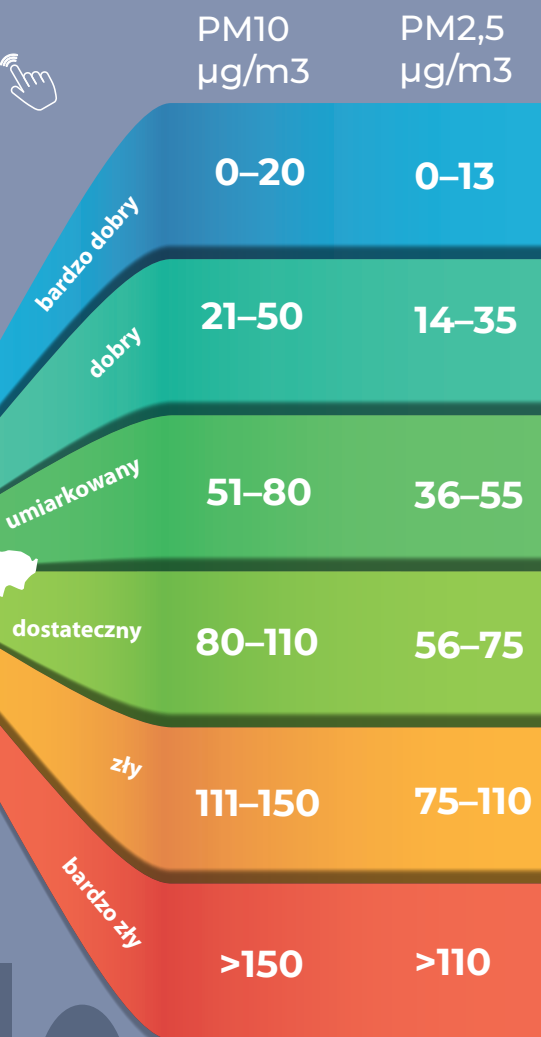 PM10
µg/m3
PM2,5
µg/m3
bardzo dobry
0–20
0–13
dobry
21–50
14–35
umiarkowany
51–80
36–55
dostateczny
80–110
56–75
zły
111–150
75–110
bardzo zły
>150
>110